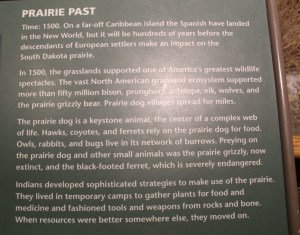 PRAIRIE PAST
Time: 1500. On a far-off Caribbean island the Spanish have landed
in the New World, but it will be hundreds of years before the
descendants of European settlers make an impact on the
South Dakota prairie.
In 1500, the grasslands supported one of America's greatest wildlife
spectacles. The vast North American grassland ecosystem supported
more than fifty million bison, pronghorn antelope, elk, wolves, and
the prairie grizzly bear. Prairie dog villages spread for miles.
The prairie dog is a keystone animal, the center of a complex web
of life. Hawks, coyotes, and ferrets rely on the prairie dog for food.
Owls, rabbits, and bugs live in its network of burrows. Preying on
the prairie dog and other small animals was the prairie grizzly, now
extinct, and the black-footed ferret, which is severely endangered.
Indians developed sophisticated strategies to make use of the prairie.
They lived in temporary camps to gather plants for food and
medicine and fashioned tools and weapons from rocks and bone.
When resources were better somewhere else, they moved on.